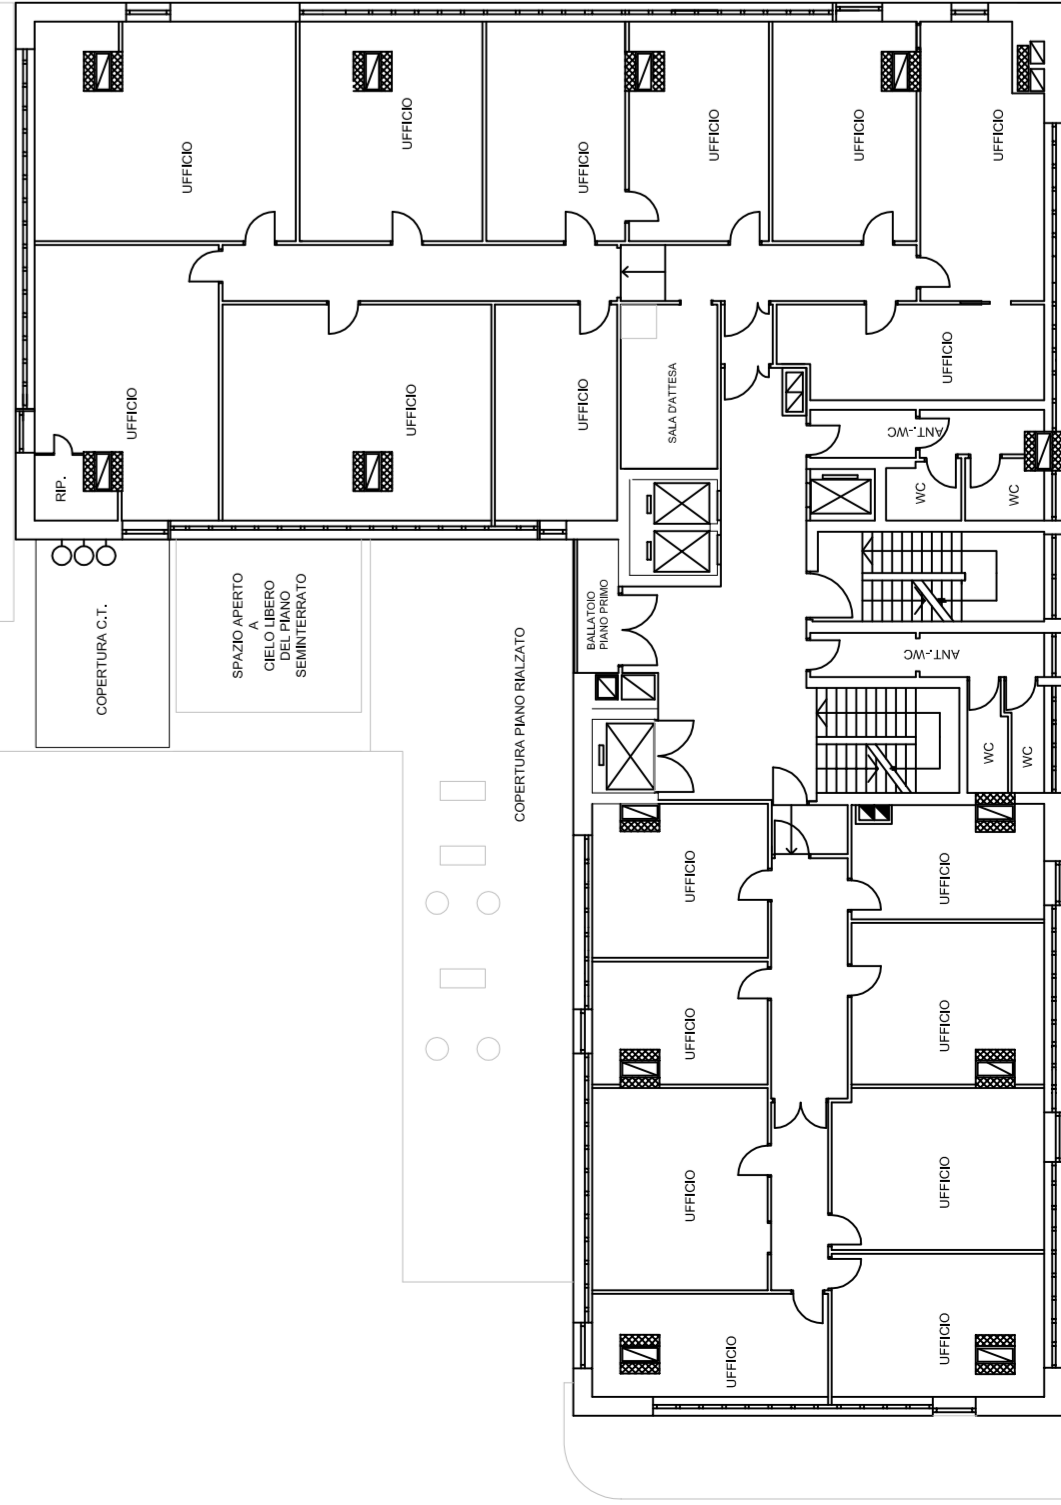 UFFICIO
UFFICIO
UFFICIO
UFFICIO
UFFICIO
UFFICIO
UFFICIO
UFFICIO
UFFICIO
SALA D'ATTESA
UFFICIO
RIP.
ANT.-WC
WC
WC
COPERTURA C.T.
SPAZIO APERTO
A
CIELO LIBERO
DEL PIANO
SEMINTERRATO
COPERTURA PIANO RIALZATO
BALLATOIO
PIANO PRIMO
ANT.-WC
WC
WC
UFFICIO
UFFICIO
UFFICIO
UFFICIO
UFFICIO
UFFICIO
UFFICIO
UFFICIO